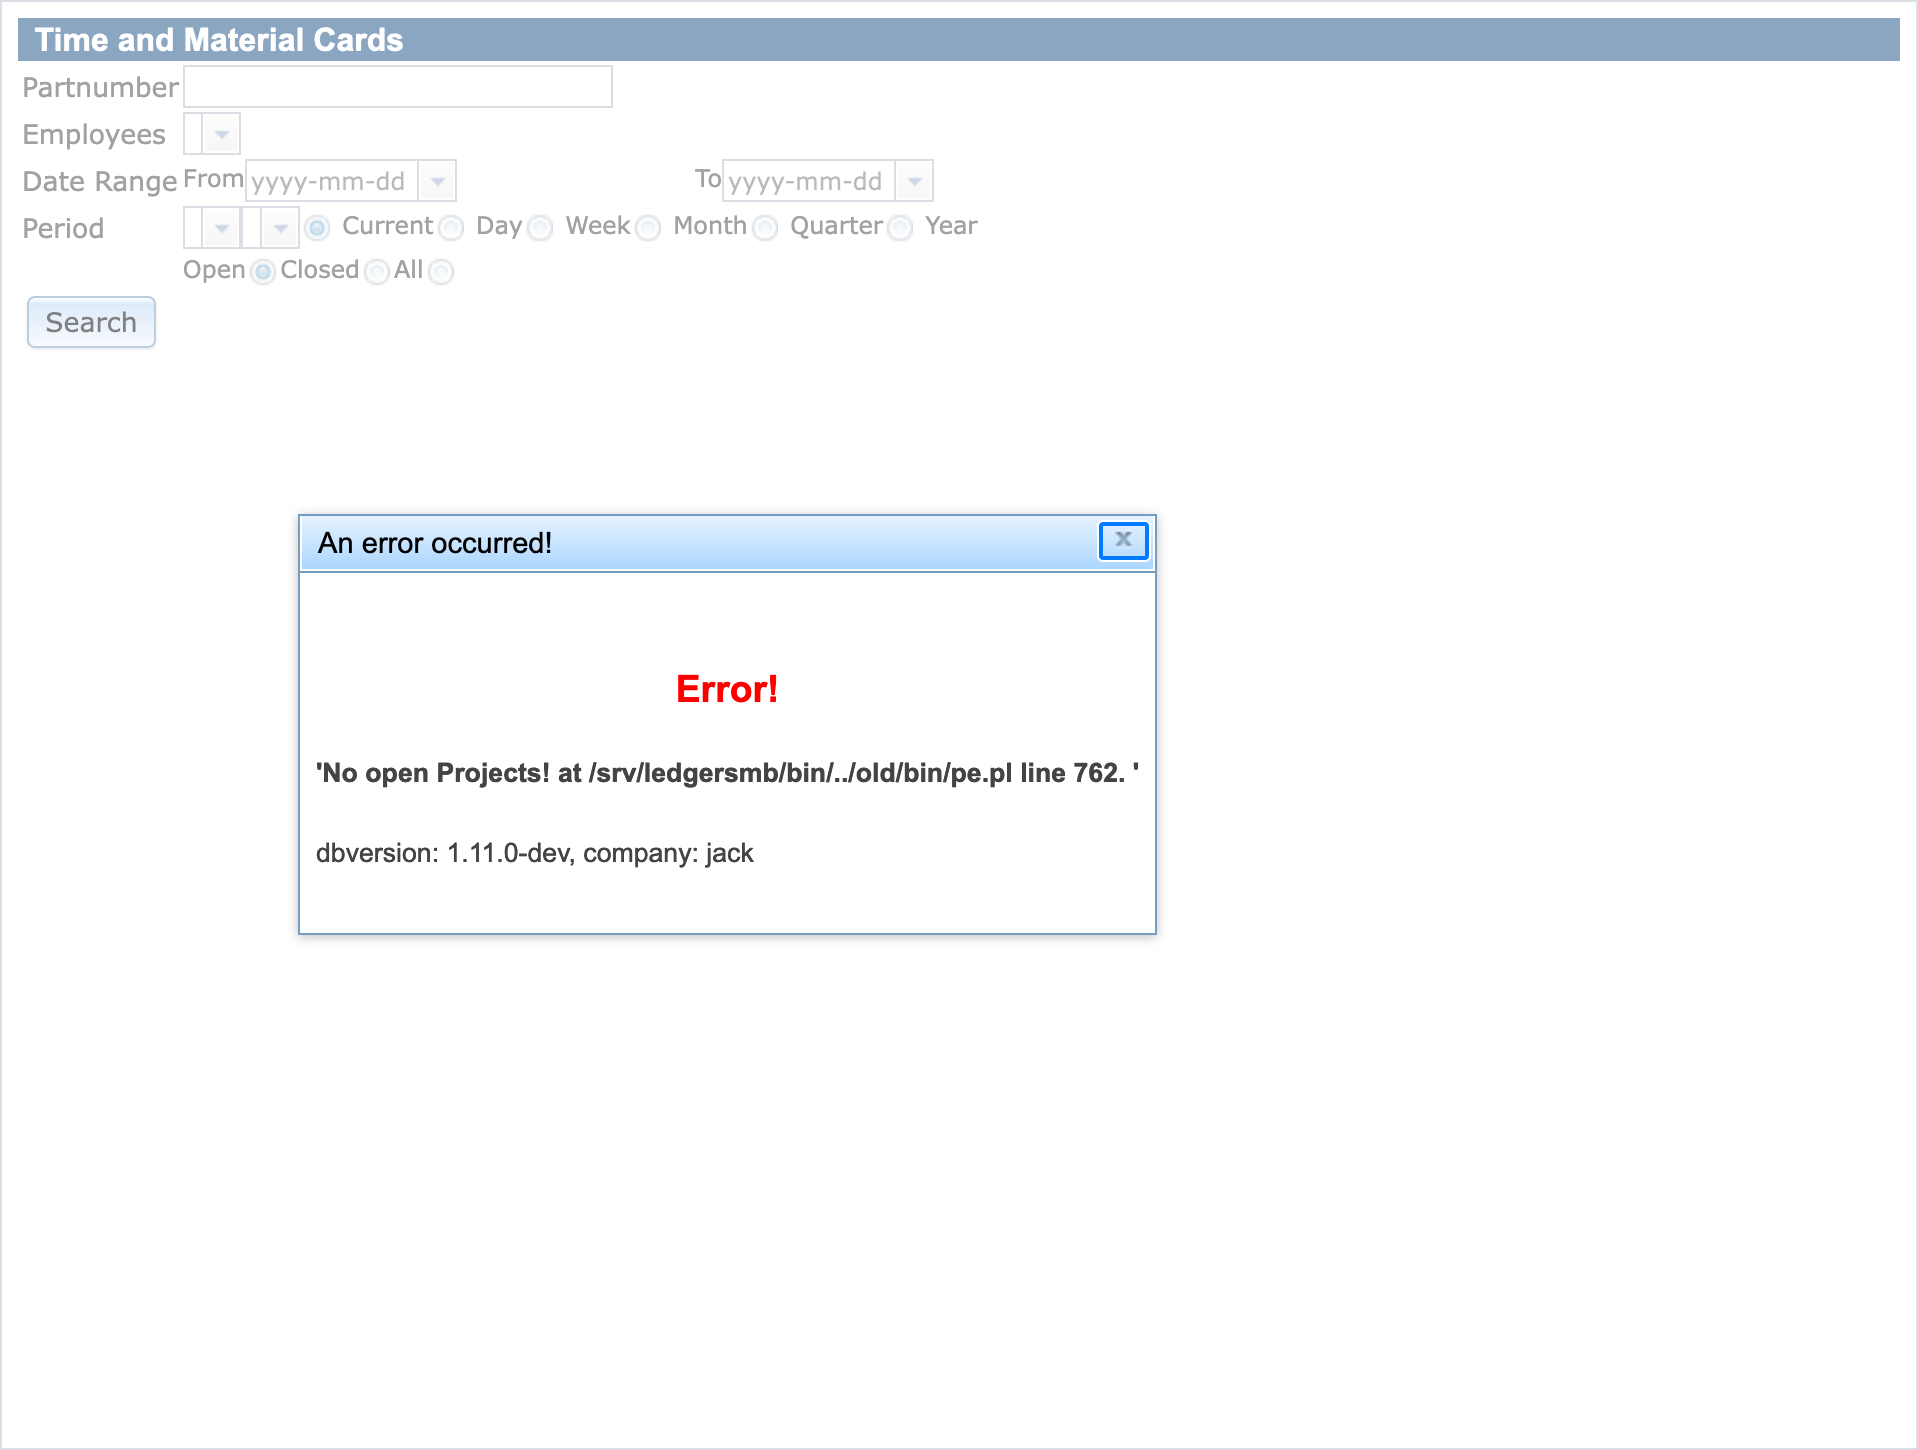 Time and Material Cards
Partnumber
Employees
Date Range From yyyy-mm-dd To yyyy-mm-dd
Period Current Day Week Month Quarter Year
Open Closed All
Search
An error occurred! x
Error!
'No open Projects! at /srv/ledgersmb/bin/../old/bin/pe.pl line 762. '
dbversion: 1.11.0-dev, company: jack